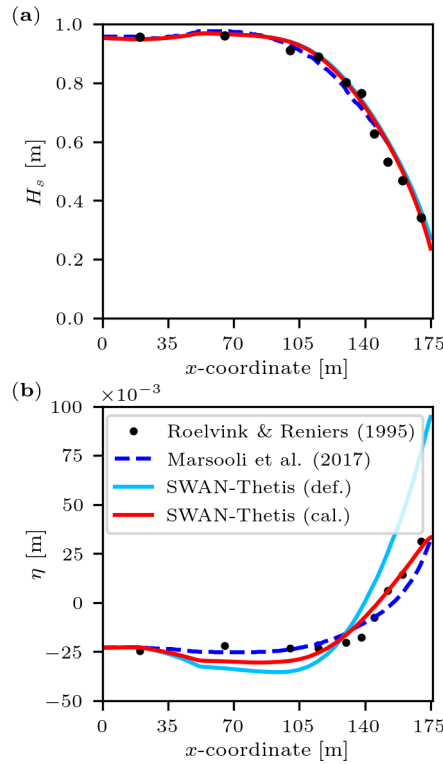 (a)
1.0
0.8
0.6
0.4
0.2
0.0
H_s [m]
0 35 70 105 140 175
x-coordinate [m]
(b)
×10⁻³
100
75
50
25
0
−25
−50
η [m]
Roelvink & Reniers (1995)
Marsooli et al. (2017)
SWAN-Thetis (def.)
SWAN-Thetis (cal.)
0 35 70 105 140 175
x-coordinate [m]